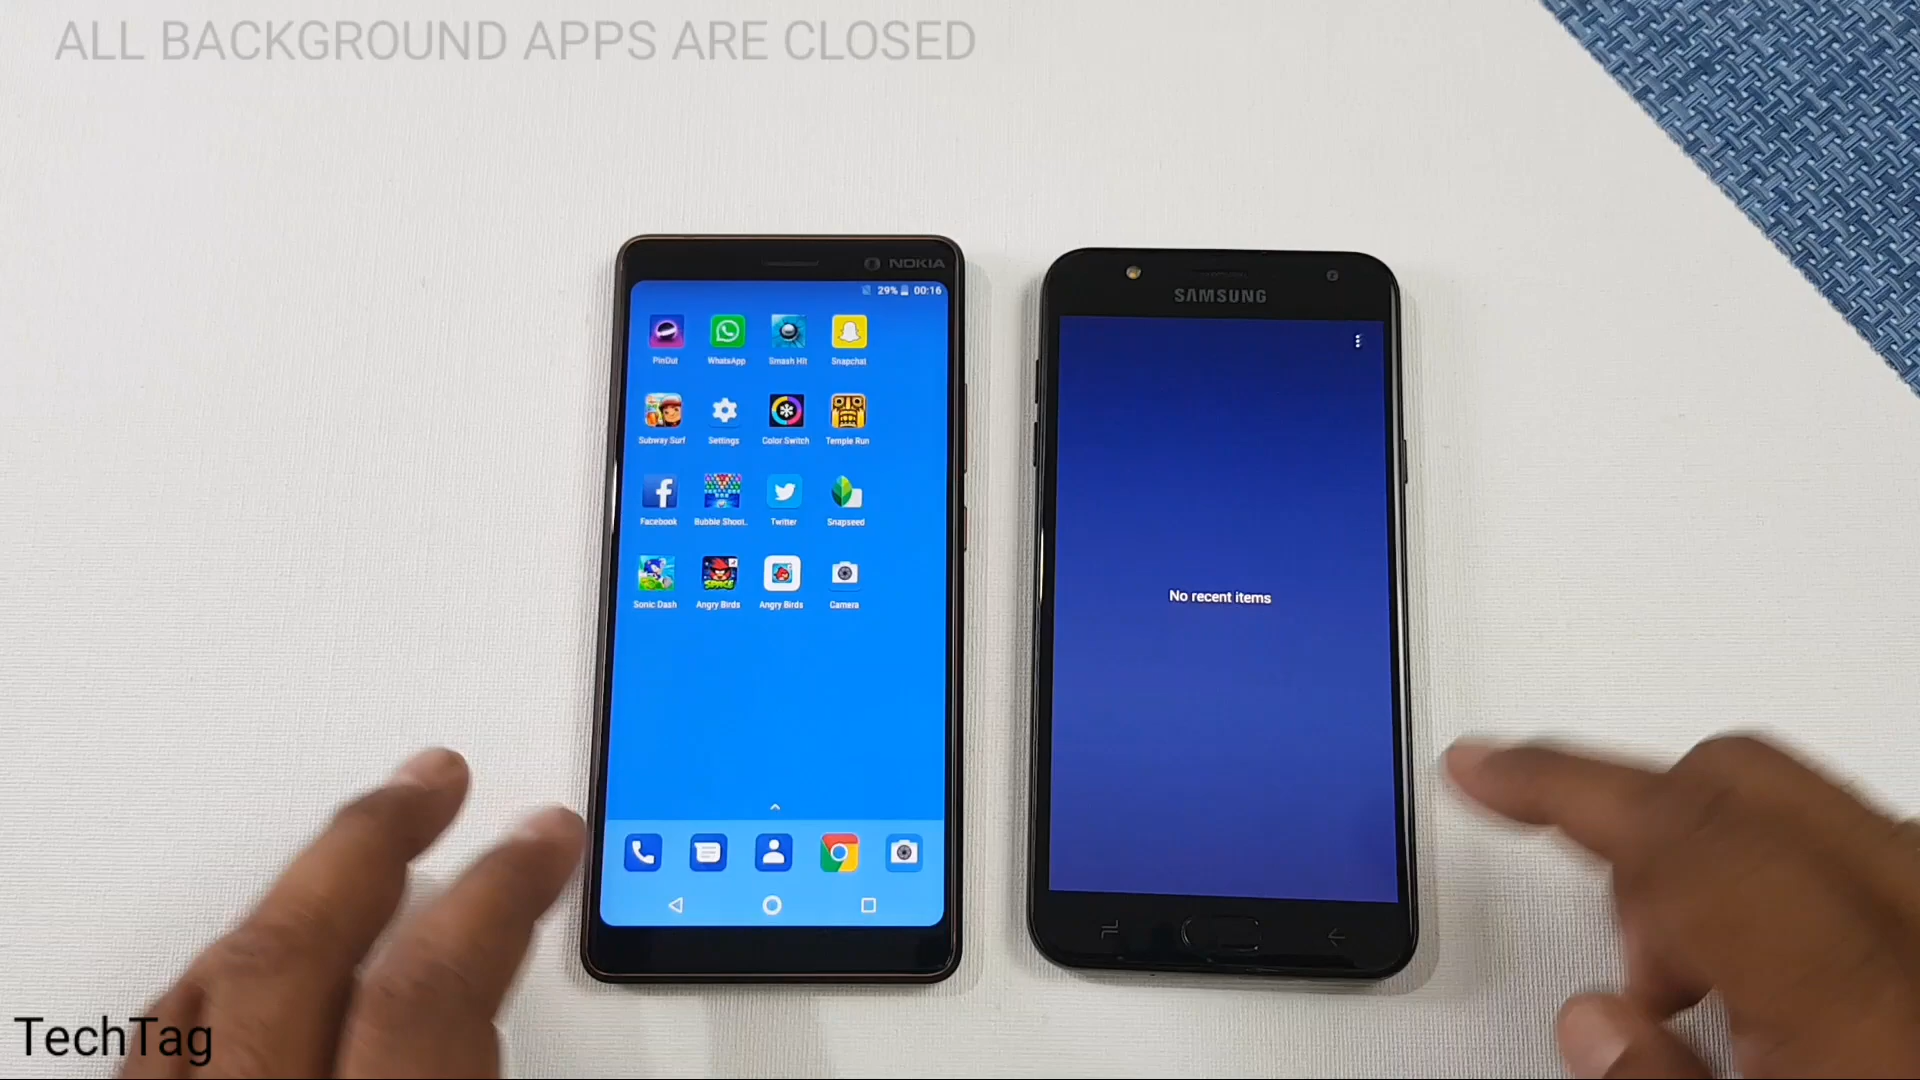 ALL BACKGROUND APPS ARE CLOSED
NOKIA
29% 00:16
PinOut WhatsApp Smash Hit Snapchat
Subway Surf Settings Color Switch Temple Run
Facebook Bubble Shoot.. Twitter Snapseed
Sonic Dash Angry Birds Angry Birds Camera
SAMSUNG
No recent items
TechTag